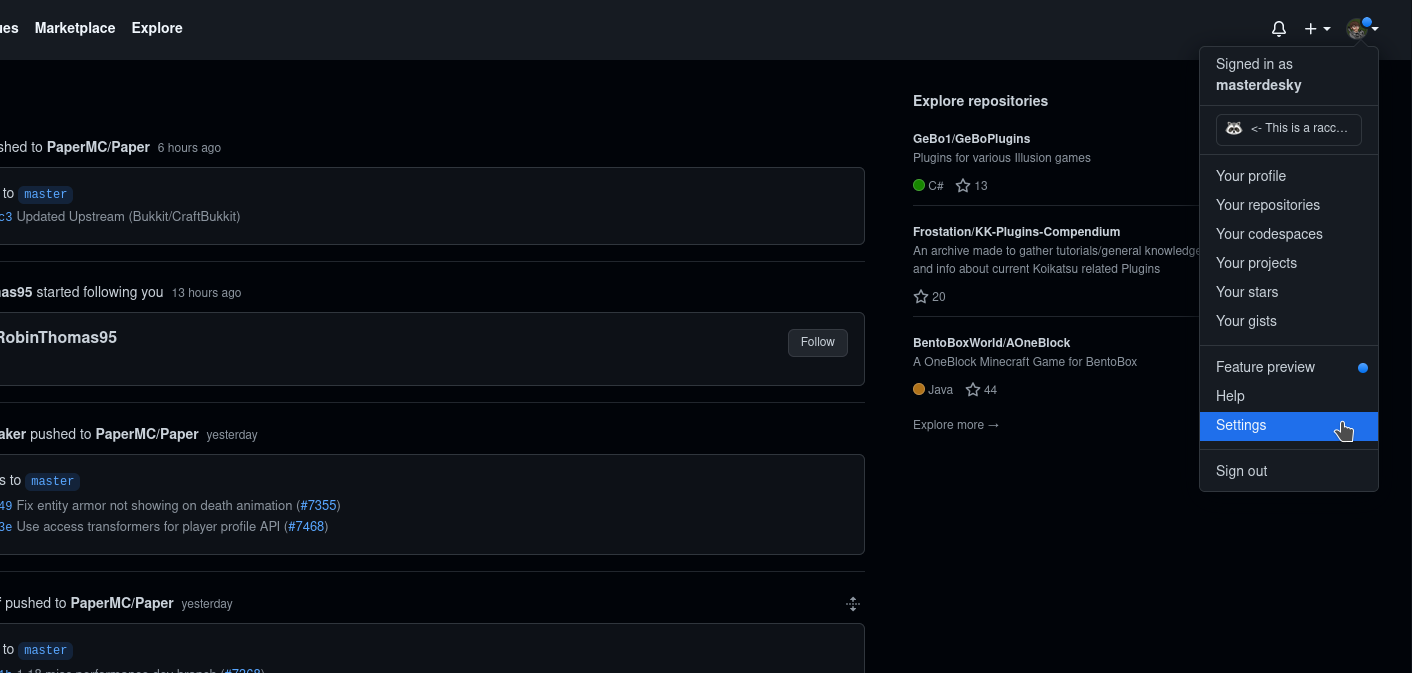 ues Marketplace Explore
shed to PaperMC/Paper 6 hours ago
to master
c3 Updated Upstream (Bukkit/CraftBukkit)
as95 started following you 13 hours ago
RobinThomas95
Follow
aker pushed to PaperMC/Paper yesterday
s to master
49 Fix entity armor not showing on death animation (#7355)
3e Use access transformers for player profile API (#7468)
pushed to PaperMC/Paper yesterday
to master
Explore repositories
GeBo1/GeBoPlugins
Plugins for various Illusion games
C# 13
Frostation/KK-Plugins-Compendium
An archive made to gather tutorials/general knowledge
and info about current Koikatsu related Plugins
20
BentoBoxWorld/AOneBlock
A OneBlock Minecraft Game for BentoBox
Java 44
Explore more →
Signed in as
masterdesky
<- This is a racc...
Your profile
Your repositories
Your codespaces
Your projects
Your stars
Your gists
Feature preview
Help
Settings
Sign out